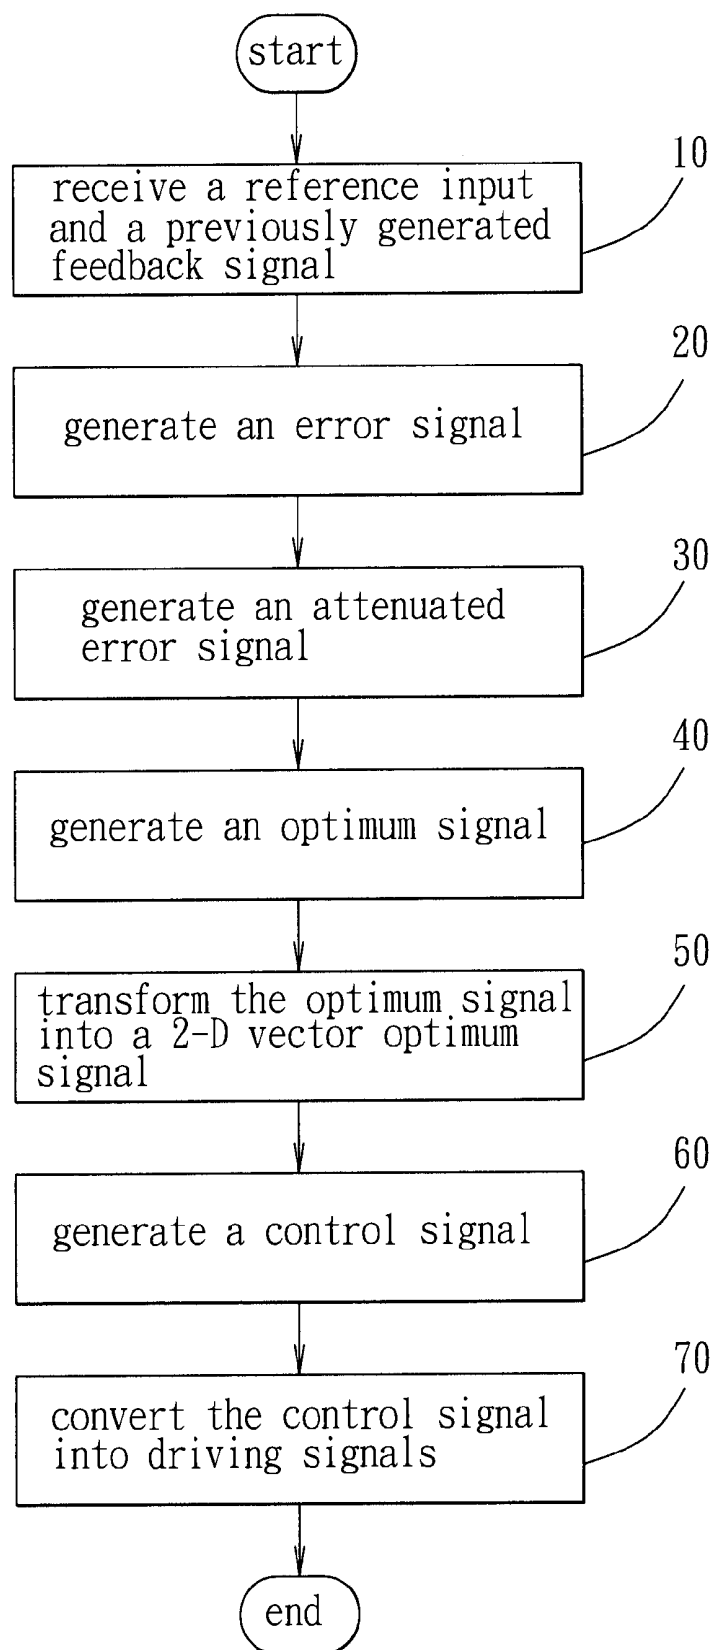 start
10
receive a reference input
and a previously generated
feedback signal
20
generate an error signal
30
generate an attenuated
error signal
40
generate an optimum signal
50
transform the optimum signal
into a 2-D vector optimum
signal
60
generate a control signal
70
convert the control signal
into driving signals
end